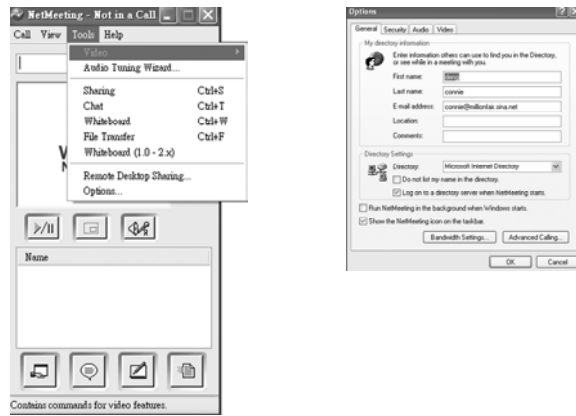 NetMeeting - Not in a Call
Call View Tools Help
Video
Audio Tuning Wizard...
Sharing Ctrl+S
Chat Ctrl+T
Whiteboard Ctrl+W
File Transfer Ctrl+F
Whiteboard (1.0 - 2.x)
Remote Desktop Sharing...
Options...
Name
Contains commands for video features.
Options
General Security Audio Video
My directory information
Enter information others can use to find you in the Directory,
or see while in a meeting with you.
First name:
Last name: connie
E-mail address: connie@millionfair.sina.net
Location:
Comments:
Directory Settings
Directory: Microsoft Internet Directory
Do not list my name in the directory.
Log on to a directory server when NetMeeting starts.
Run NetMeeting in the background when Windows starts.
Show the NetMeeting icon on the taskbar.
Bandwidth Settings... Advanced Calling...
OK Cancel